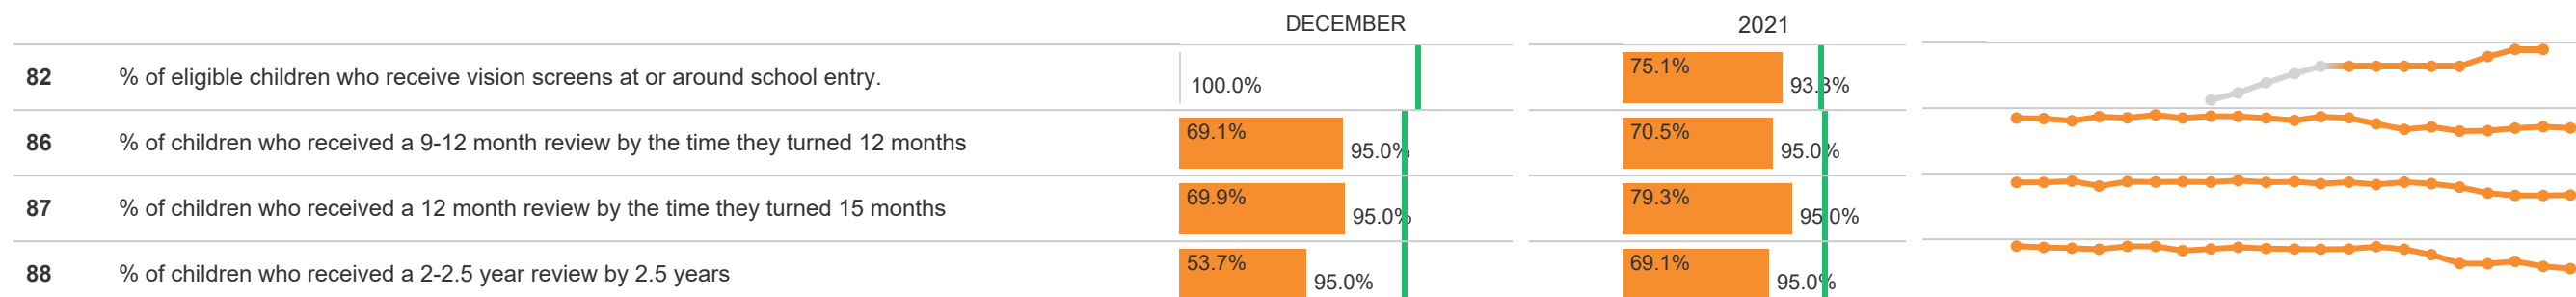 DECEMBER 2021
82 % of eligible children who receive vision screens at or around school entry. 100.0% 75.1% 93.3%
86 % of children who received a 9-12 month review by the time they turned 12 months 69.1% 95.0% 70.5% 95.0%
87 % of children who received a 12 month review by the time they turned 15 months 69.9% 95.0% 79.3% 95.0%
88 % of children who received a 2-2.5 year review by 2.5 years 53.7% 95.0% 69.1% 95.0%